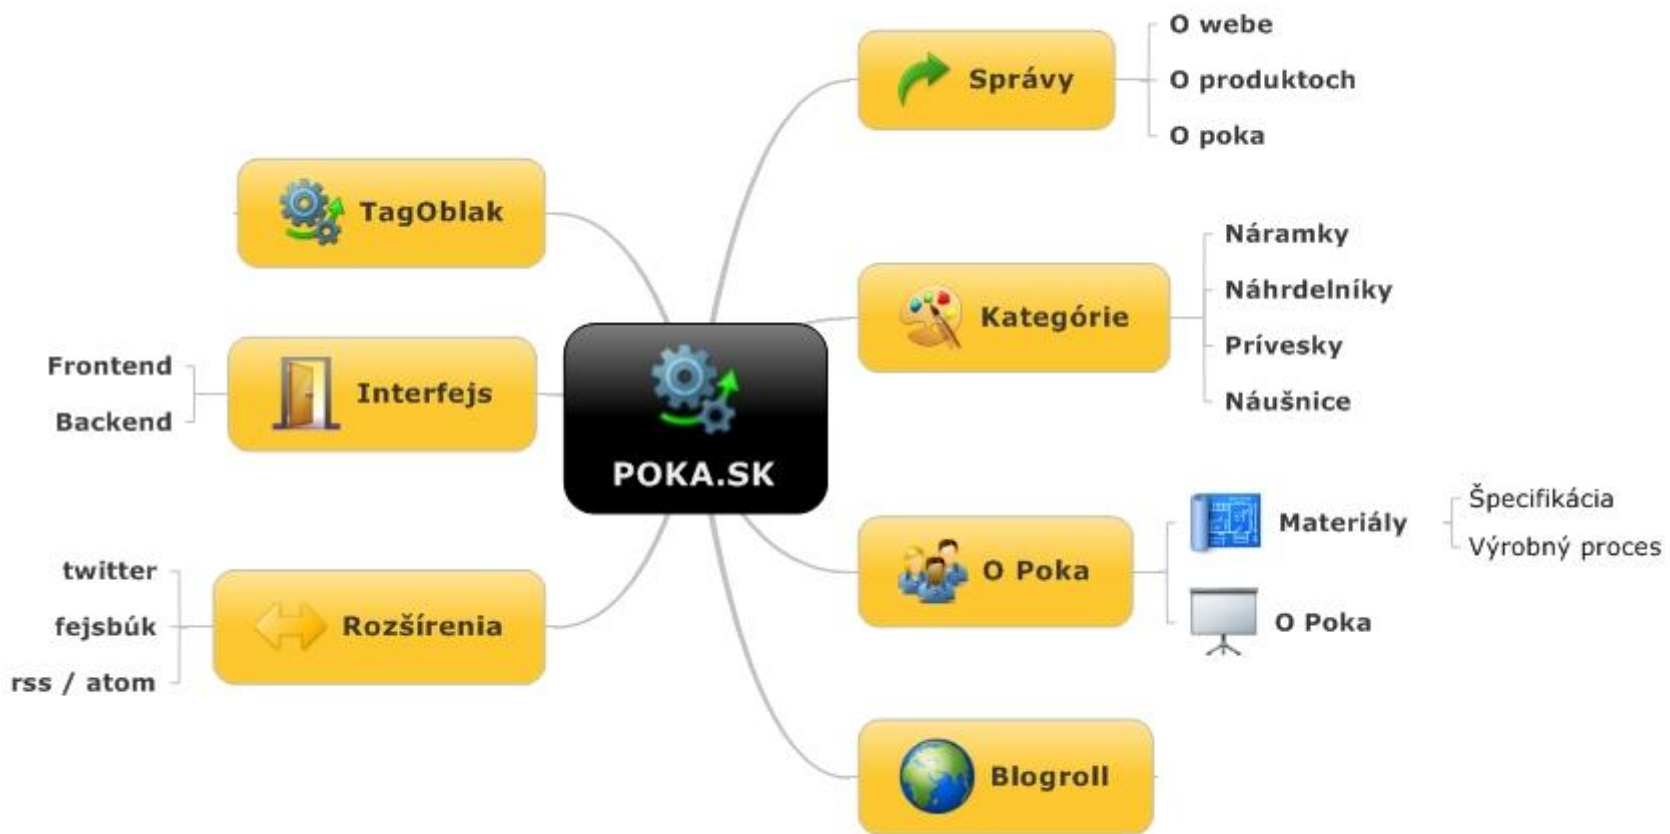 POKA.SK
Správy
O webe
O produktoch
O poka
Kategórie
Náramky
Náhrdelníky
Prívesky
Náušnice
O Poka
Materiály
Špecifikácia
Výrobný proces
O Poka
Blogroll
TagOblak
Interfejs
Frontend
Backend
Rozšírenia
twitter
fejsbúk
rss / atom